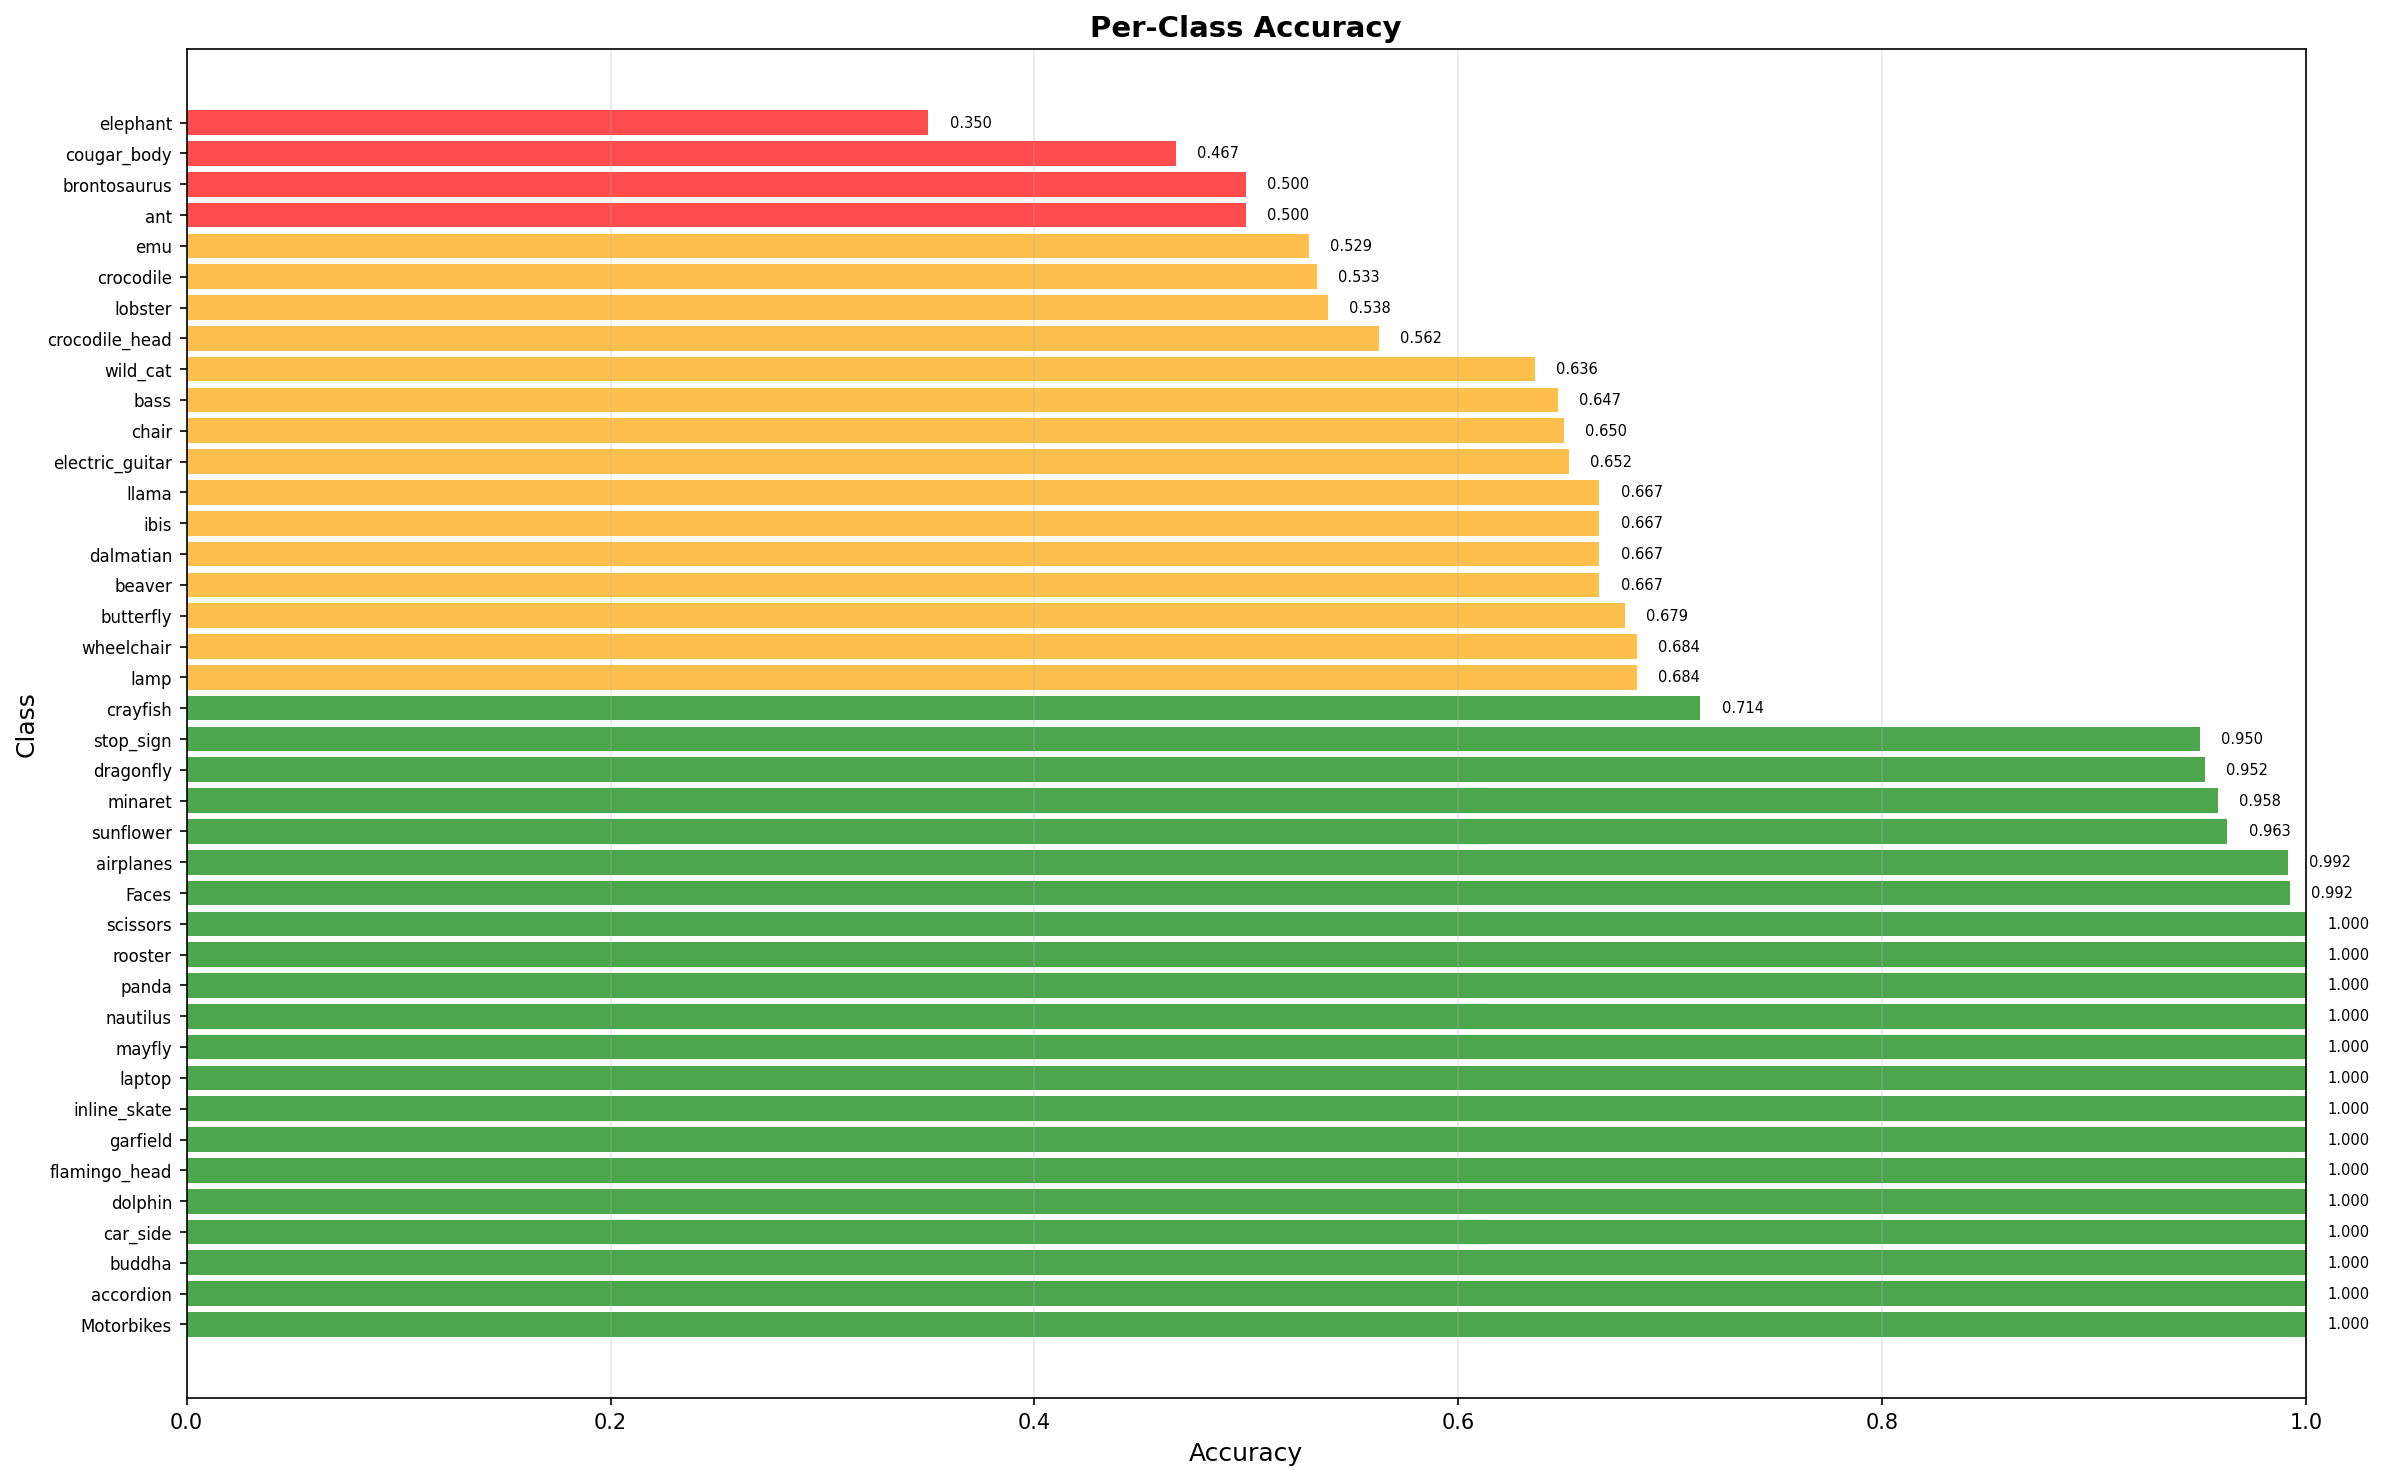 Per-Class Accuracy
elephant 0.350
cougar_body 0.467
brontosaurus 0.500
ant 0.500
emu 0.529
crocodile 0.533
lobster 0.538
crocodile_head 0.562
wild_cat 0.636
bass 0.647
chair 0.650
electric_guitar 0.652
llama 0.667
ibis 0.667
dalmatian 0.667
beaver 0.667
butterfly 0.679
wheelchair 0.684
lamp 0.684
crayfish 0.714
stop_sign 0.950
dragonfly 0.952
minaret 0.958
sunflower 0.963
airplanes 0.992
Faces 0.992
scissors 1.000
rooster 1.000
panda 1.000
nautilus 1.000
mayfly 1.000
laptop 1.000
inline_skate 1.000
garfield 1.000
flamingo_head 1.000
dolphin 1.000
car_side 1.000
buddha 1.000
accordion 1.000
Motorbikes 1.000
Class
0.0 0.2 0.4 0.6 0.8 1.0
Accuracy